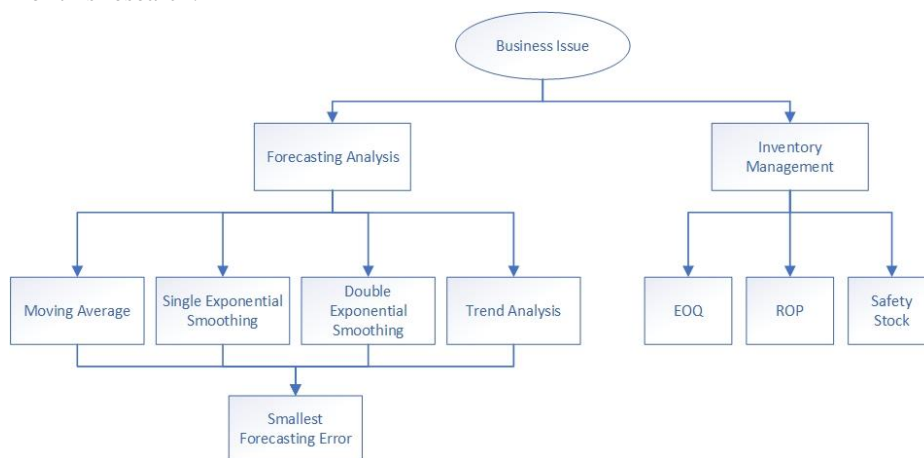 Business Issue
Forecasting Analysis
Inventory
Management
Moving Average
Single Exponential
Smoothing
Double
Exponential
Smoothing
Trend Analysis
EOQ
ROP
Safety
Stock
Smallest
Forecasting Error